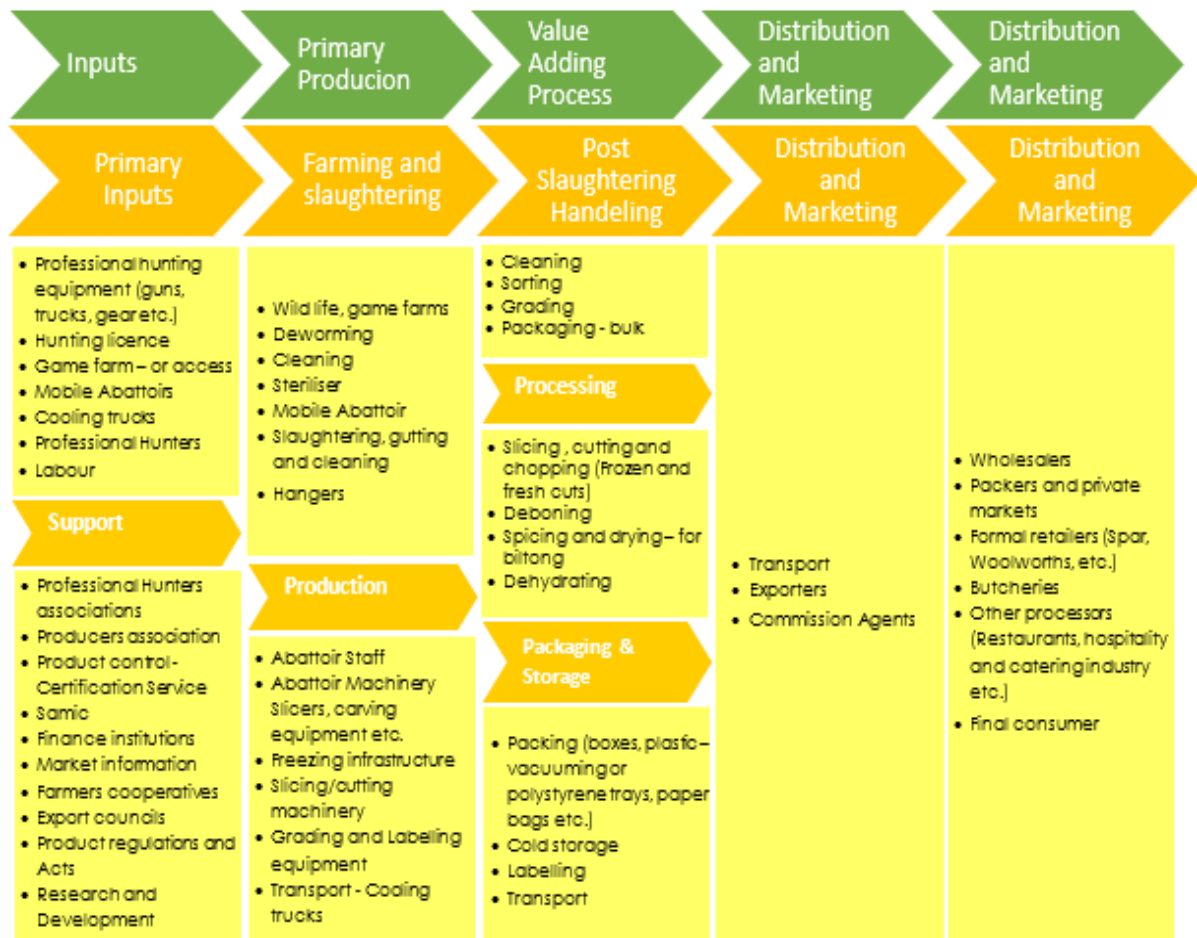 Inputs
Primary
Producion
Value
Adding
Process
Distribution
and
Marketing
Distribution
and
Marketing
Primary
Inputs
Farming and
slaughtering
Post
Slaughtering
Handeling
Distribution
and
Marketing
Distribution
and
Marketing
• Professional hunting
equipment (guns,
trucks, gear etc.)
• Hunting licence
• Game farm – or access
• Mobile Abattoirs
• Cooling trucks
• Professional Hunters
• Labour
Support
• Professional Hunters
associations
• Producers association
• Product control-
Certification Service
• Samic
• Finance institutions
• Market information
• Farmers cooperatives
• Export councils
• Product regulations and
Acts
• Research and
Development
• Wild life, game farms
• Deworming
• Cleaning
• Steriliser
• Mobile Abattoir
• Slaughtering, gutting
and cleaning
• Hangers
Production
• Abattoir Staff
• Abattoir Machinery
Slicers, carving
equipment etc.
• Freezing infrastructure
• Slicing/cutting
machinery
• Grading and Labelling
equipment
• Transport - Cooling
trucks
• Cleaning
• Sorting
• Grading
• Packaging - bulk
Processing
• Slicing , cutting and
chopping (Frozen and
fresh cuts)
• Deboning
• Spicing and drying – for
biltong
• Dehydrating
Packaging &
Storage
• Packing (boxes, plastic –
vacuuming or
polystyrene trays, paper
bags etc.)
• Cold storage
• Labelling
• Transport
• Transport
• Exporters
• Commission Agents
• Wholesalers
• Packers and private
markets
• Formal retailers (Spar,
Woolworths, etc.)
• Butcheries
• Other processors
(Restaurants, hospitality
and catering industry
etc.)
• Final consumer